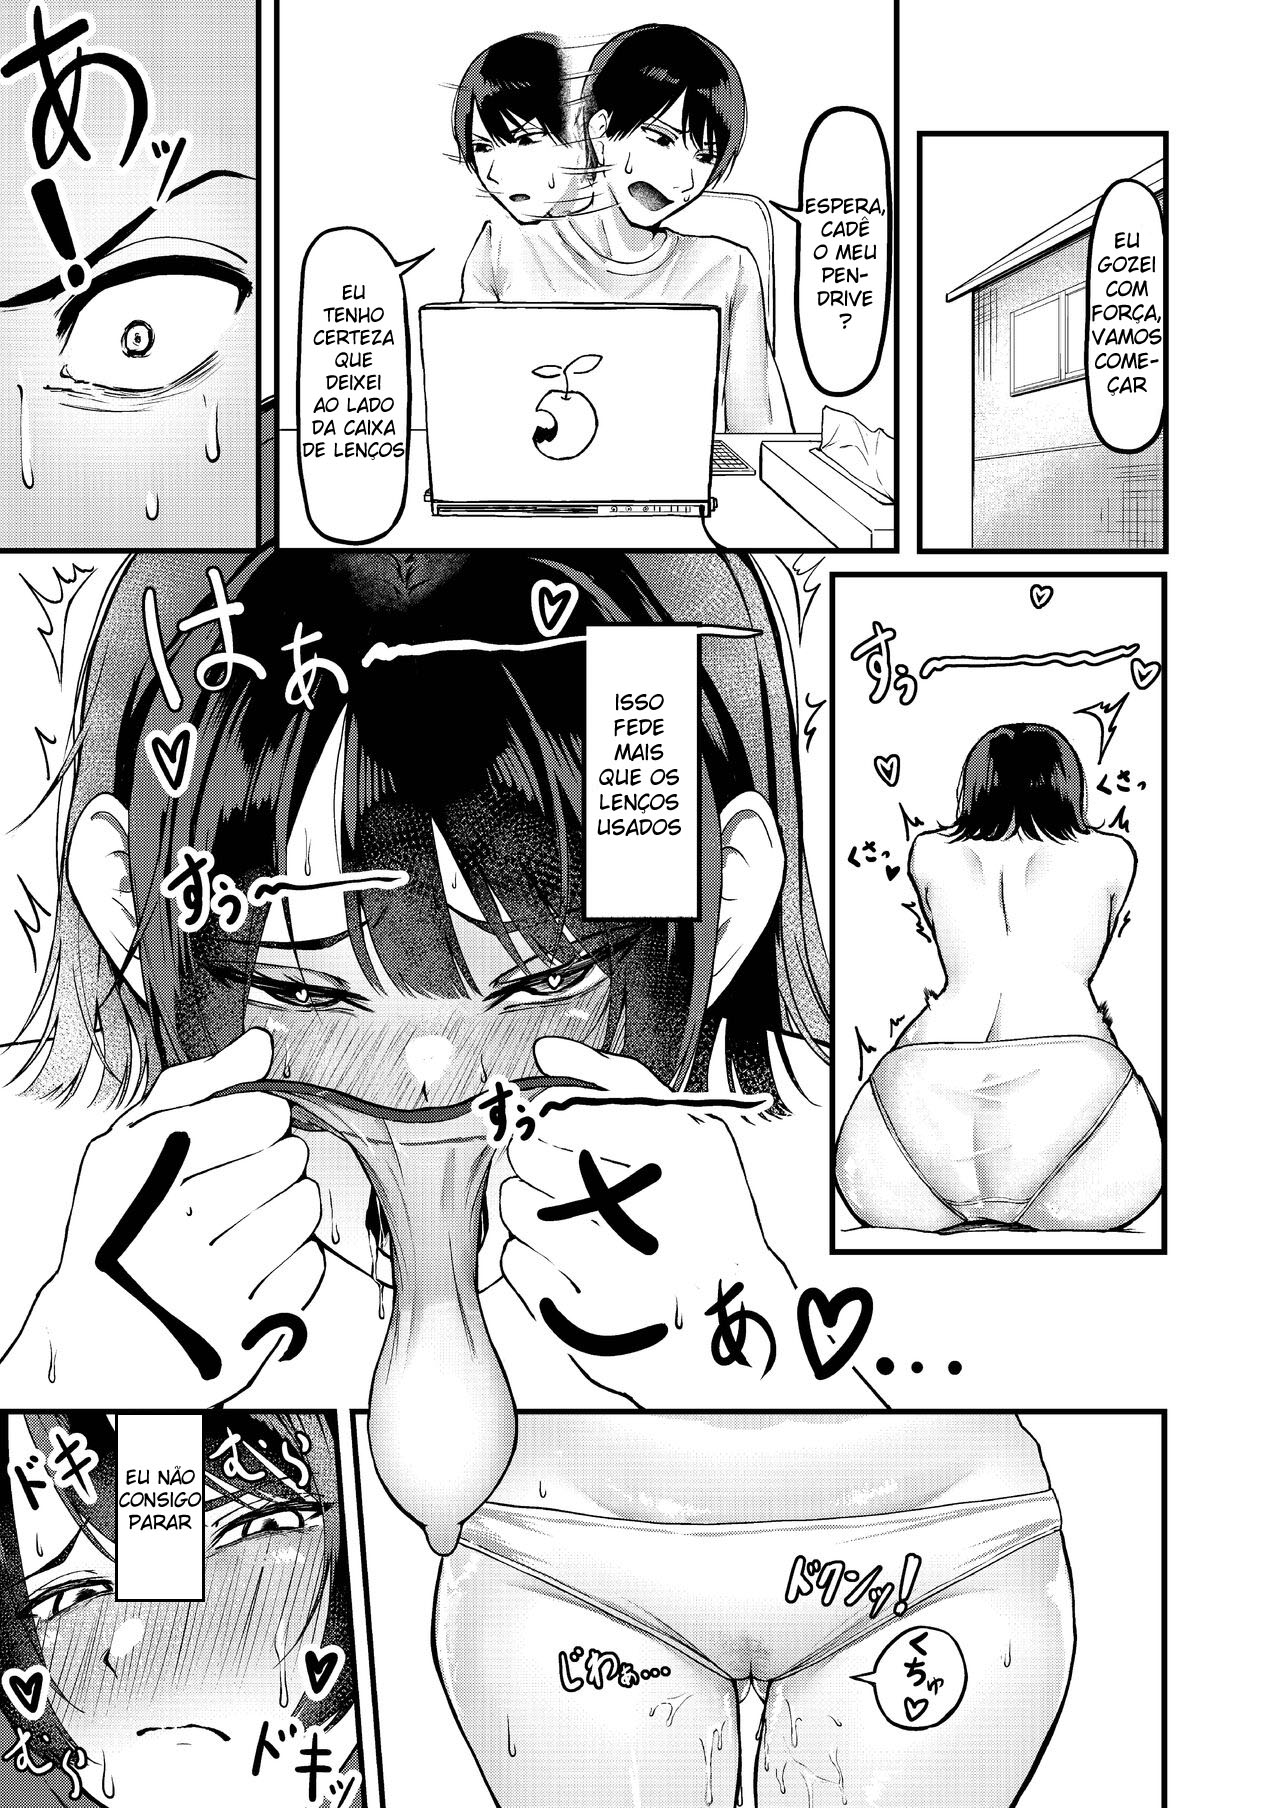 EU
GOZEI
COM
FORÇA,
VAMOS
COME-
ÇAR
ESPERA,
CADÊ
O MEU
PEN-
DRIVE
?
EU
TENHO
CERTEZA
QUE
DEIXEI
AO LADO
DA CAIXA
DE LENÇOS
あッ!
すぅ~
くさっ
くさっ
ISSO
FEDE
MAIS
QUE OS
LENÇOS
USADOS
はぁ~
すぅ~
すぅ~
くっ
さ
しぁ♡...
ドクンッ!
くちゅ
♡
じわぁ...
EU NÃO
CONSIGO
PARAR
ドキ
むら
むら
ドキッ